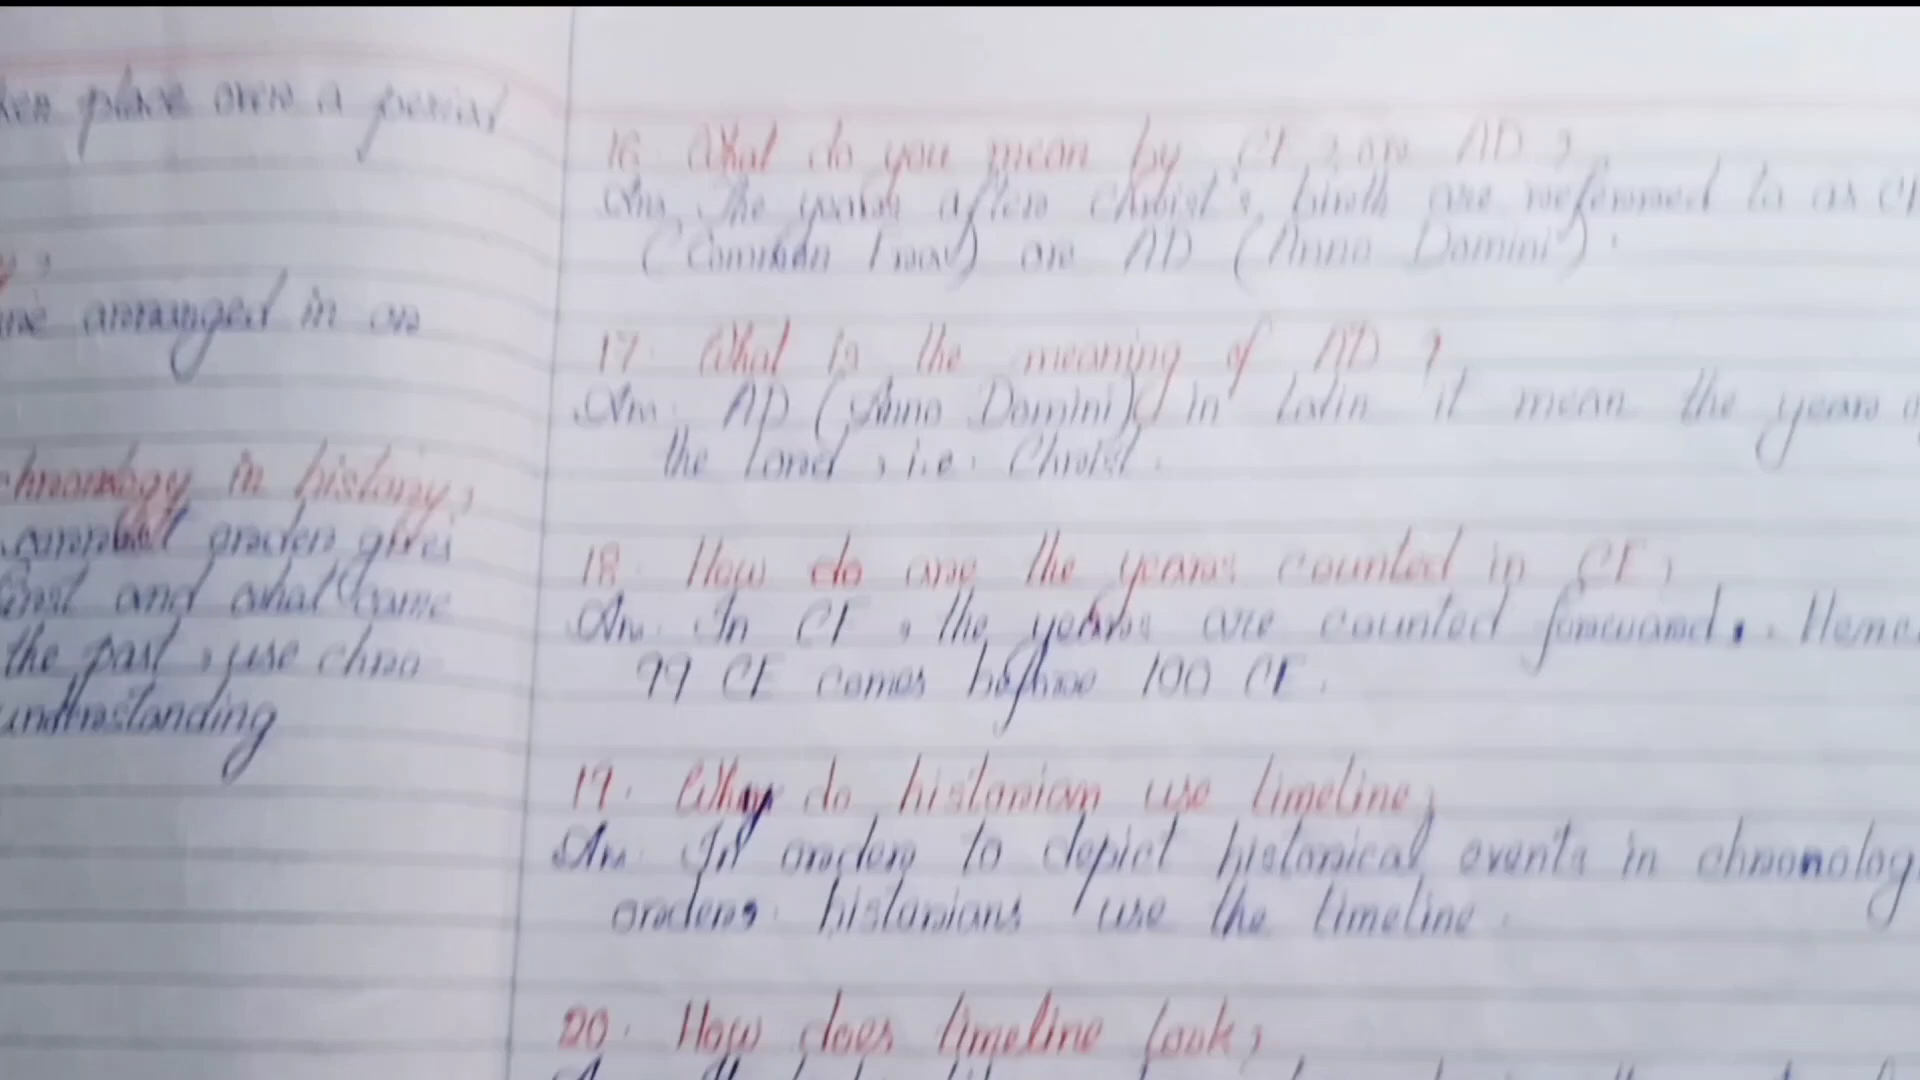 place over a period
arranged in an
chronology in history?
correct order gives
first and what came
the past, use chro
understanding
16. What do you mean by CE, or AD?
Ans. The years after Christ's birth are referred to as CE
(Common Era) or AD (Anno Domini).
17. What is the meaning of AD?
Ans. AD (Anno Domini) in Latin it mean the years of
the Lord, i.e. Christ.
18. How do are the years counted in CE?
Ans. In CE, the years are counted forward. Hence
99 CE comes before 100 CE.
19. Why do historian use timeline?
Ans. In order to depict historical events in chronolog
orders. historians use the timeline.
20. How does timeline look?